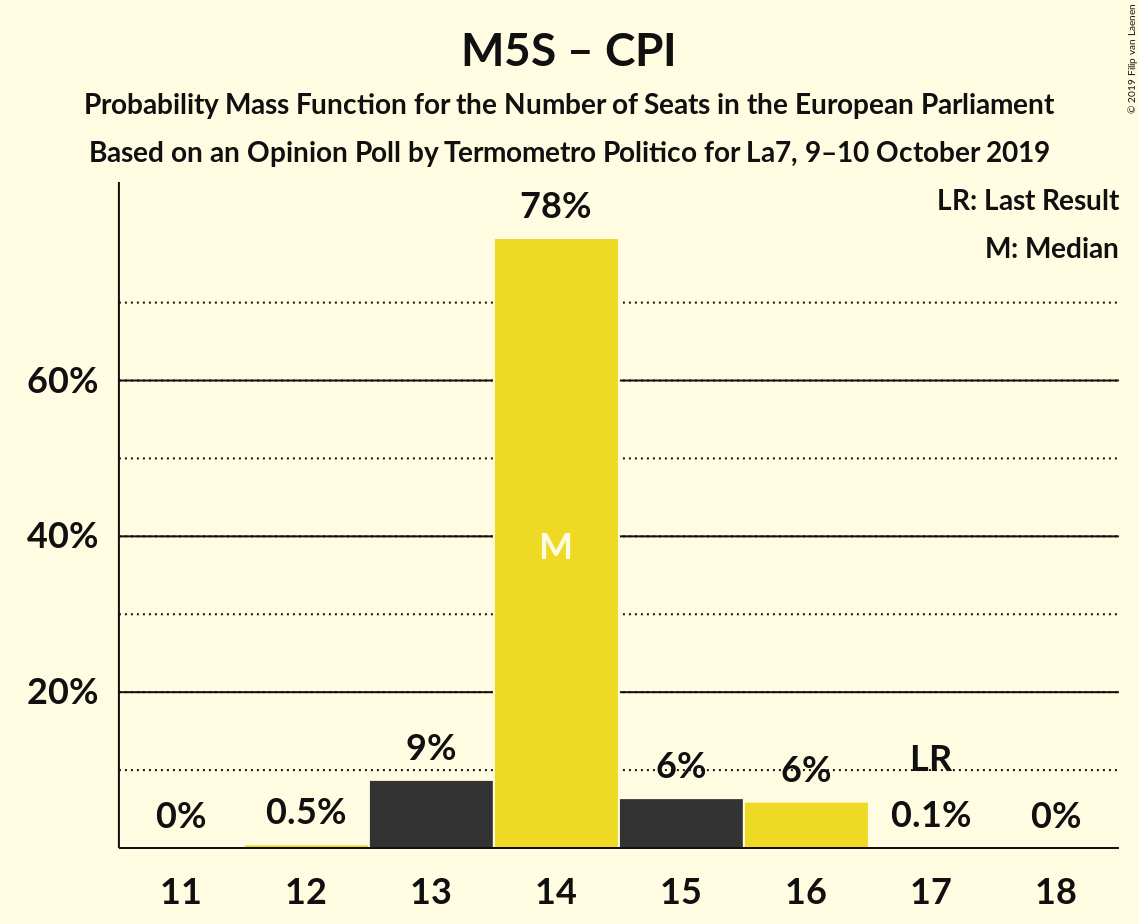 M5S – CPI
Probability Mass Function for the Number of Seats in the European Parliament
Based on an Opinion Poll by Termometro Politico for La7, 9–10 October 2019
© 2019 Filip van Laenen
LR: Last Result
M: Median
78%
60%
40%
20%
M
0%
0.5%
9%
6%
6%
LR
0.1%
0%
11 12 13 14 15 16 17 18